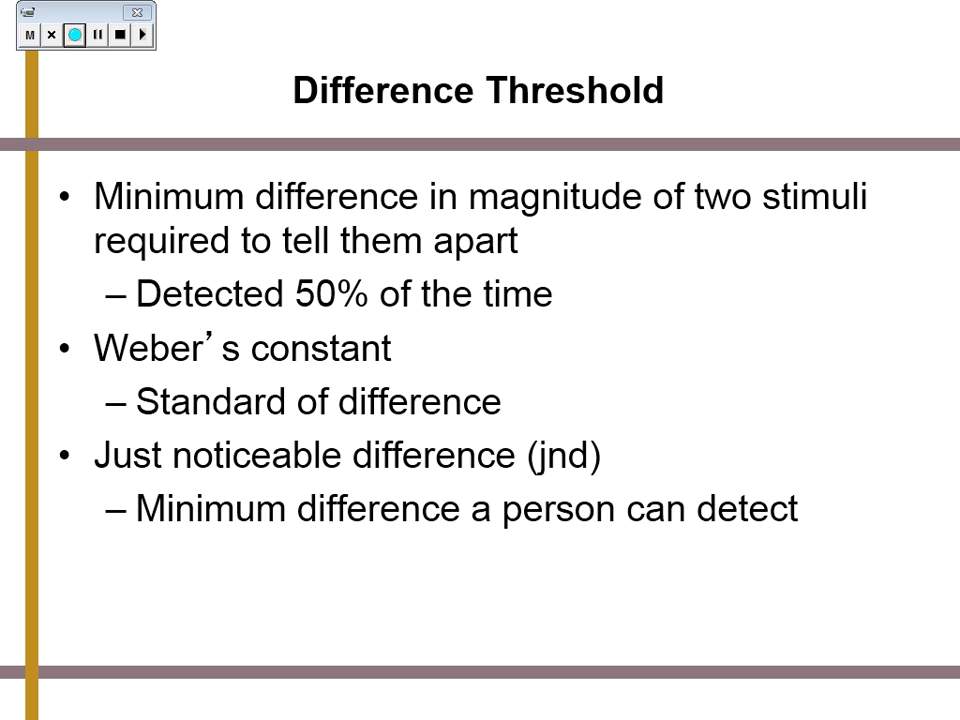 M
Difference Threshold
• Minimum difference in magnitude of two stimuli
required to tell them apart
– Detected 50% of the time
• Weber’s constant
– Standard of difference
• Just noticeable difference (jnd)
– Minimum difference a person can detect